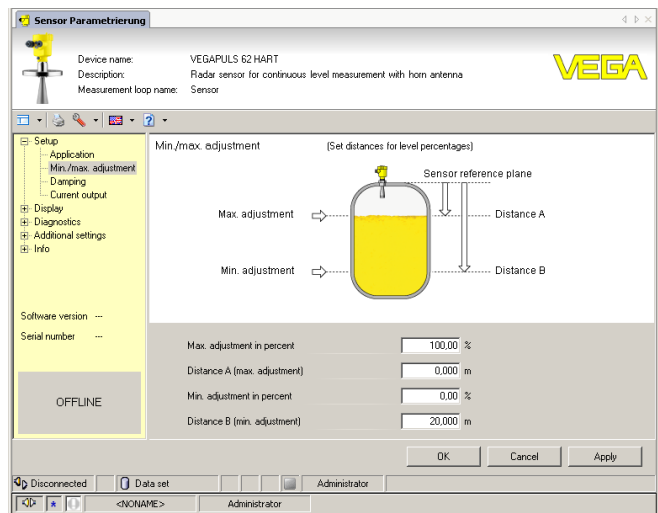 Sensor Parametrierung
Device name: VEGAPULS 62 HART
Description: Radar sensor for continuous level measurement with horn antenna
Measurement loop name: Sensor
VEGA
Setup
Application
Min./max. adjustment
Damping
Current output
Display
Diagnostics
Additional settings
Info
Software version ---
Serial number ---
OFFLINE
Min./max. adjustment (Set distances for level percentages)
Sensor reference plane
Max. adjustment
Distance A
Min. adjustment
Distance B
Max. adjustment in percent 100,00 %
Distance A (max. adjustment) 0,000 m
Min. adjustment in percent 0,00 %
Distance B (min. adjustment) 20,000 m
OK Cancel Apply
Disconnected Data set Administrator
<NONAME> Administrator